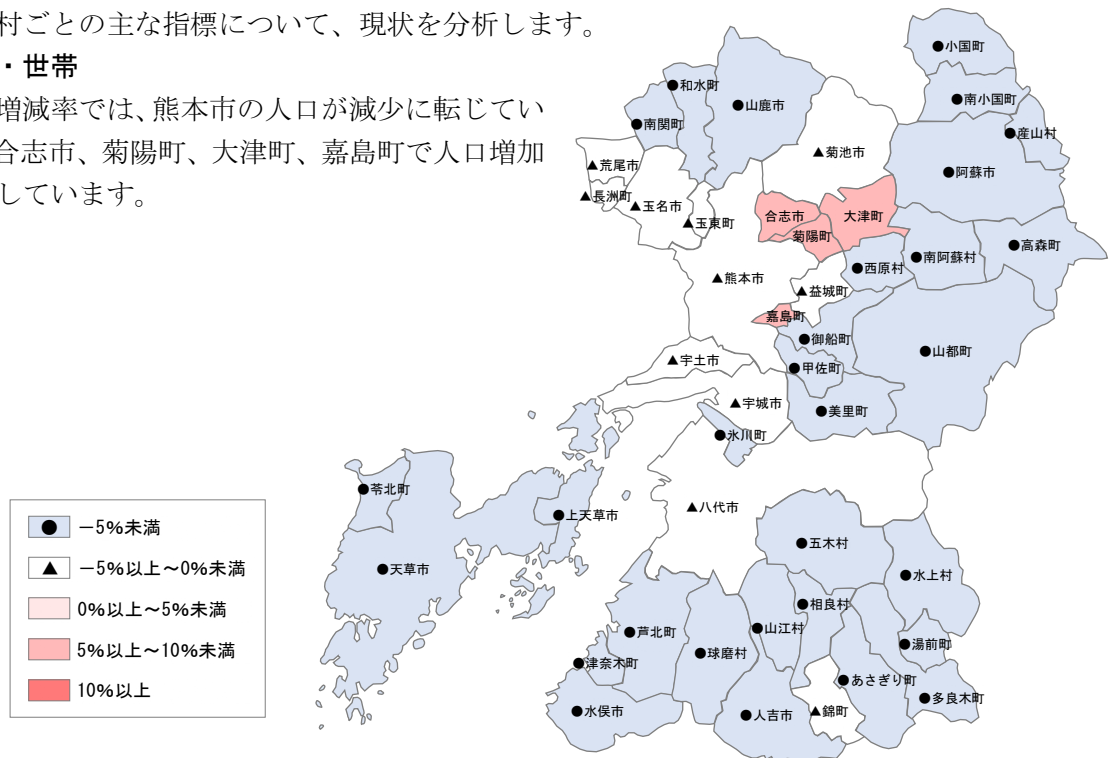 村ごとの主な指標について、現状を分析します。
・世帯
増減率では、熊本市の人口が減少に転じてい
合志市、菊陽町、大津町、嘉島町で人口増加
しています。
●小国町
●和水町
●山鹿市
●南小国町
●南関町
●産山村
▲菊池市
▲荒尾市
●阿蘇市
▲長洲町
▲玉名市
▲玉東町
合志市
大津町
菊陽町
●高森町
●南阿蘇村
●西原村
▲熊本市
▲益城町
嘉島町
●御船町
●山都町
▲宇土市
●甲佐町
▲宇城市
●美里町
●氷川町
●苓北町
▲八代市
●上天草市
●五木村
●天草市
●水上村
●相良村
●芦北町
●山江村
●湯前町
●球磨村
●津奈木町
●あさぎり町
●多良木町
●水俣市
●人吉市
▲錦町
● －5%未満
▲ －5%以上～0%未満
0%以上～5%未満
5%以上～10%未満
10%以上